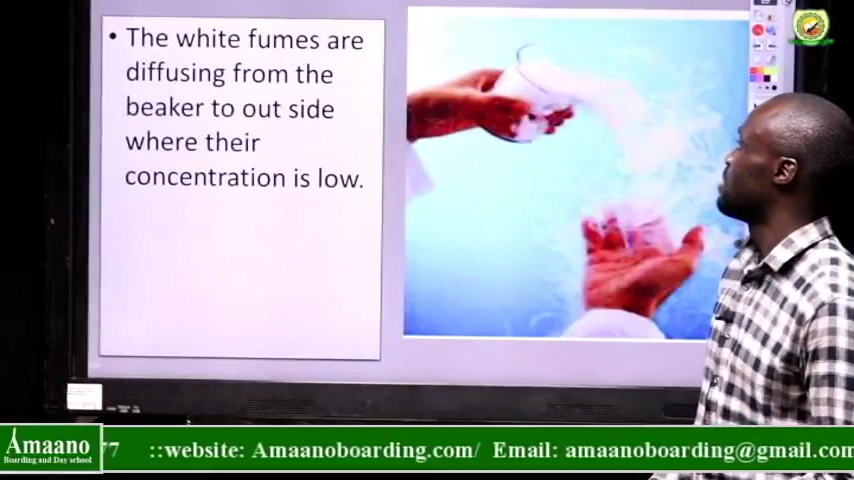 • The white fumes are
diffusing from the
beaker to out side
where their
concentration is low.
Amaano
Boarding and Day school
77 ::website: Amaanoboarding.com/ Email: amaanoboarding@gmail.com